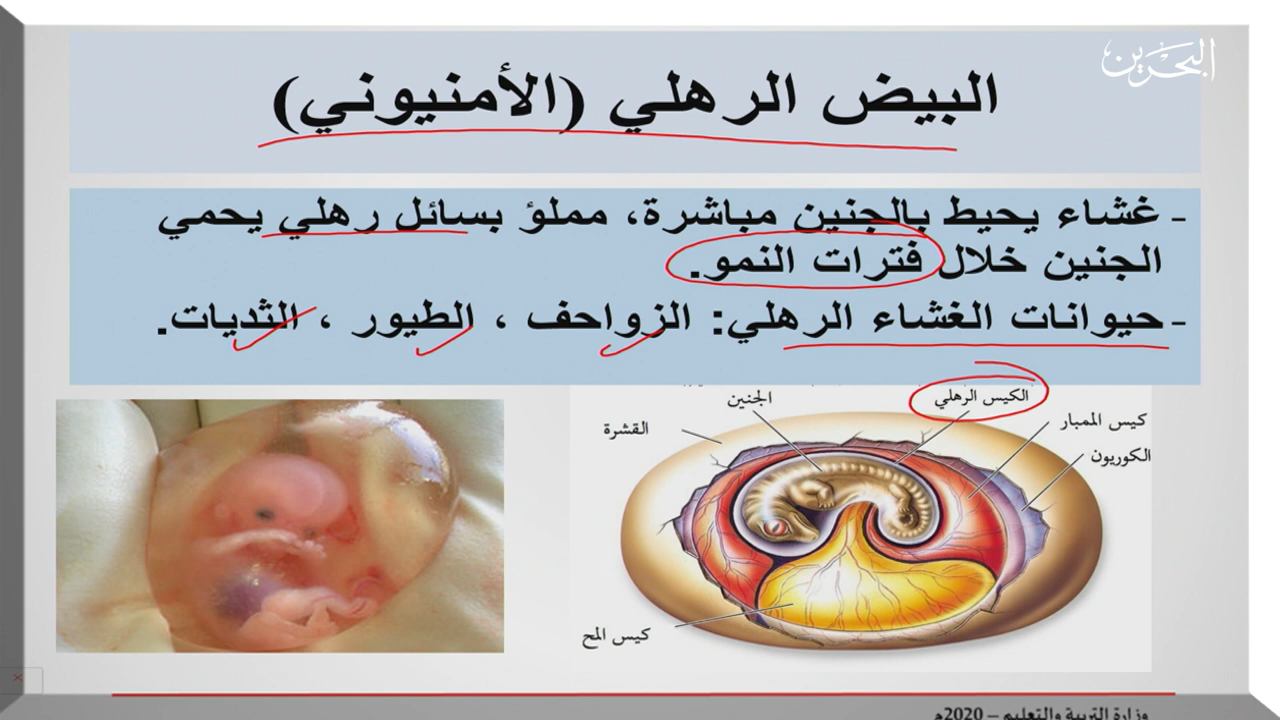 البحرين
البيض الرهلي (الأمنيوني)
- غشاء يحيط بالجنين مباشرة، مملؤ بسائل رهلي يحمي
الجنين خلال فترات النمو.
- حيوانات الغشاء الرهلي: الزواحف ، الطيور ، الثديات.
الكيس الرهلي
الجنين
كيس الممبار
القشرة
الكوريون
كيس المح
وزارة التربية والتعليم – 2020م